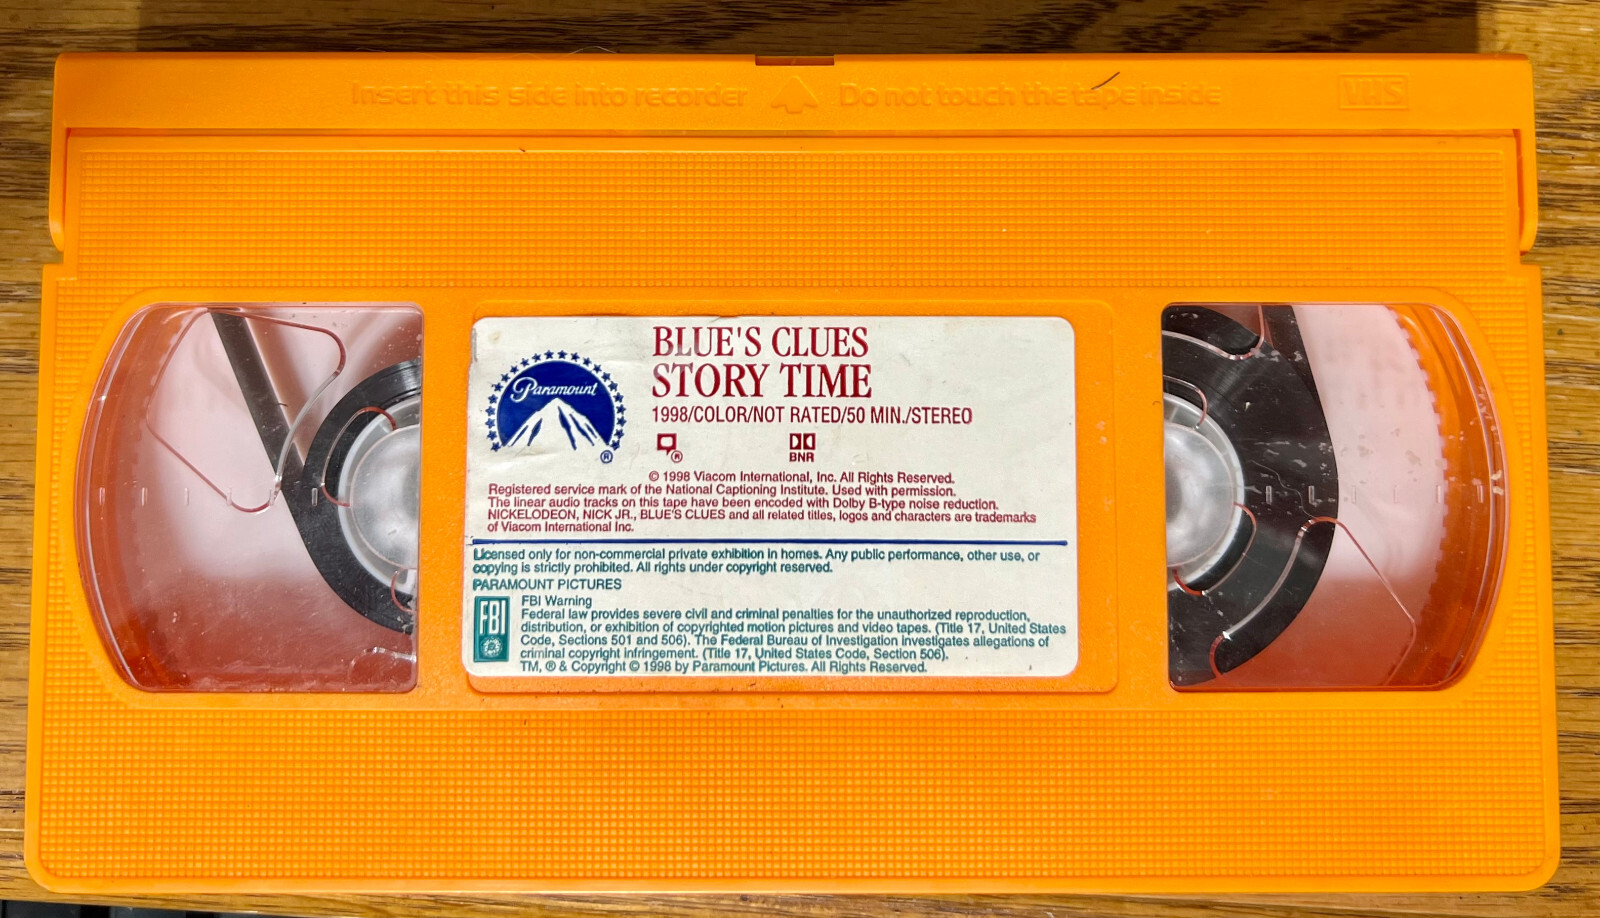 Insert this side into recorder Do not touch the tape inside VHS
BLUE'S CLUES
STORY TIME
Paramount
®
1998/COLOR/NOT RATED/50 MIN./STEREO
®
BNR
© 1998 Viacom International, Inc. All Rights Reserved.
Registered service mark of the National Captioning Institute. Used with permission.
The linear audio tracks on this tape have been encoded with Dolby B-type noise reduction.
NICKELODEON, NICK JR., BLUE'S CLUES and all related titles, logos and characters are trademarks
of Viacom International Inc.
Licensed only for non-commercial private exhibition in homes. Any public performance, other use, or
copying is strictly prohibited. All rights under copyright reserved.
PARAMOUNT PICTURES
FBI
FBI Warning
Federal law provides severe civil and criminal penalties for the unauthorized reproduction,
distribution, or exhibition of copyrighted motion pictures and video tapes. (Title 17, United States
Code, Sections 501 and 506). The Federal Bureau of Investigation investigates allegations of
criminal copyright infringement. (Title 17, United States Code, Section 506).
TM, ® & Copyright © 1998 by Paramount Pictures. All Rights Reserved.